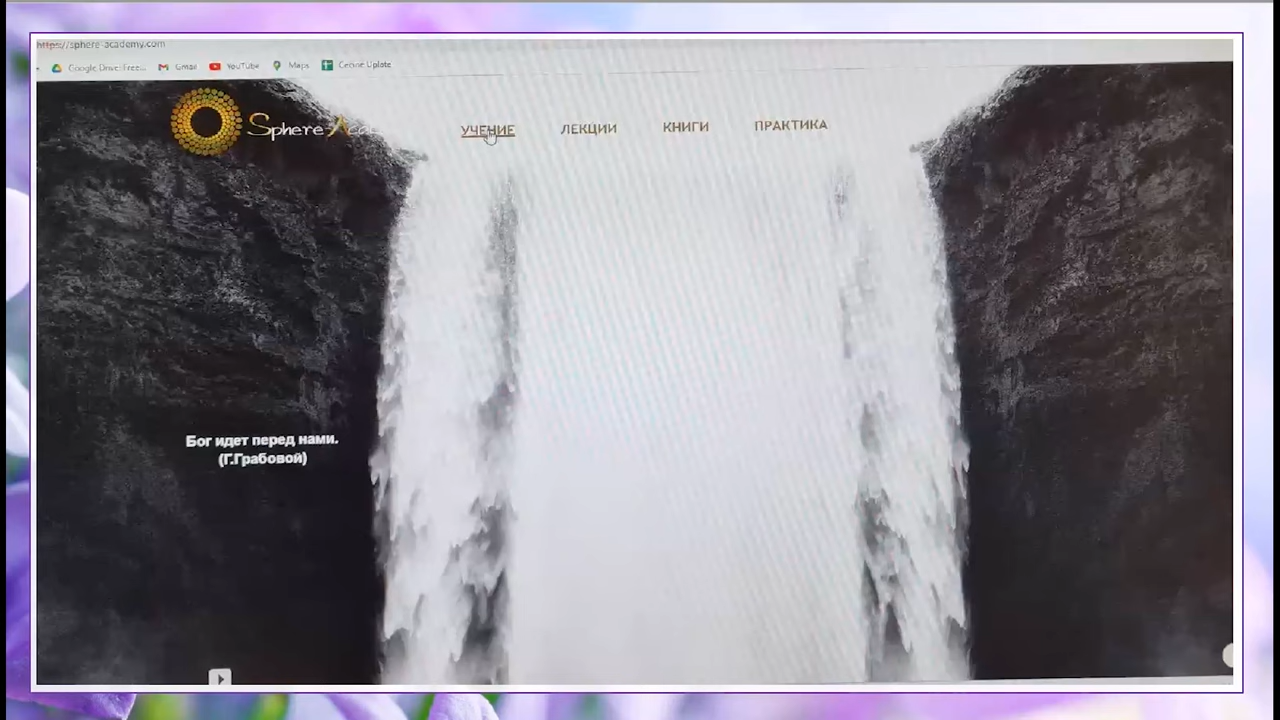 https://sphere-academy.com
Google Drive: Free... Gmail YouTube Maps
Sphere
УЧЕНИЕ ЛЕКЦИИ КНИГИ ПРАКТИКА
Бог идет перед нами.
(Г.Грабовой)